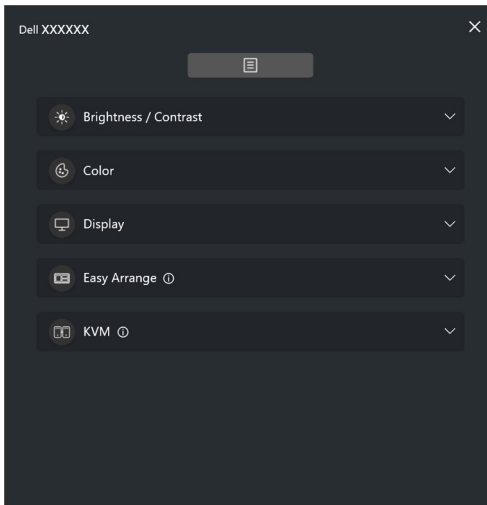 Dell XXXXXX
Brightness / Contrast
Color
Display
Easy Arrange
KVM